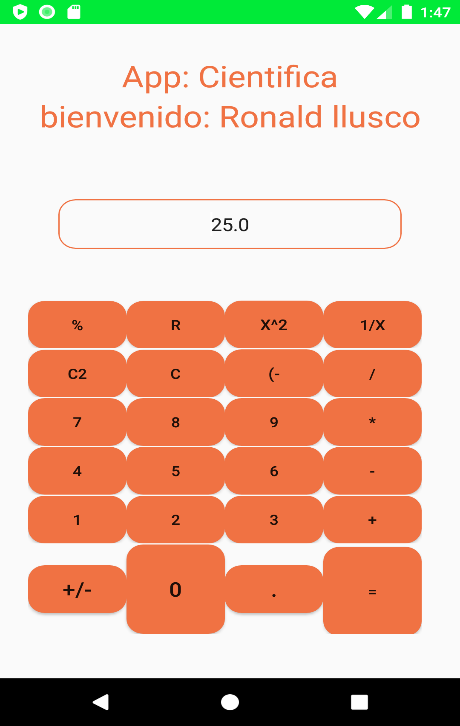 1:47
App: Cientifica
bienvenido: Ronald llusco
25.0
% R X^2 1/X
C2 C (- /
7 8 9 *
4 5 6 -
1 2 3 +
+/- 0 . =